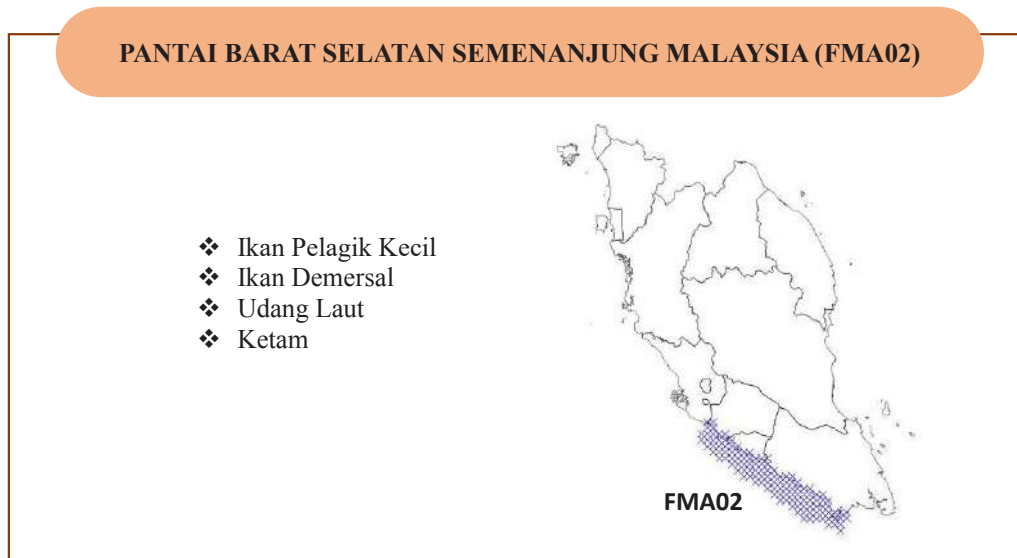 PANTAI BARAT SELATAN SEMENANJUNG MALAYSIA (FMA02)
❖ Ikan Pelagik Kecil
❖ Ikan Demersal
❖ Udang Laut
❖ Ketam
FMA02